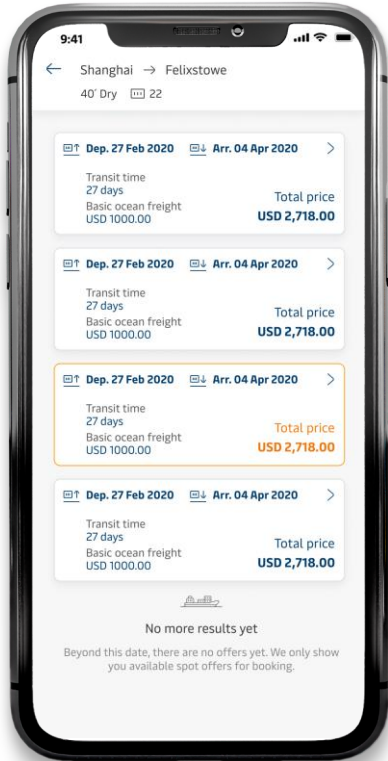 9:41
Shanghai → Felixstowe
40' Dry 22
Dep. 27 Feb 2020 Arr. 04 Apr 2020
Transit time
27 days
Basic ocean freight
USD 1000.00
Total price
USD 2,718.00
Dep. 27 Feb 2020 Arr. 04 Apr 2020
Transit time
27 days
Basic ocean freight
USD 1000.00
Total price
USD 2,718.00
Dep. 27 Feb 2020 Arr. 04 Apr 2020
Transit time
27 days
Basic ocean freight
USD 1000.00
Total price
USD 2,718.00
Dep. 27 Feb 2020 Arr. 04 Apr 2020
Transit time
27 days
Basic ocean freight
USD 1000.00
Total price
USD 2,718.00
No more results yet
Beyond this date, there are no offers yet. We only show
you available spot offers for booking.